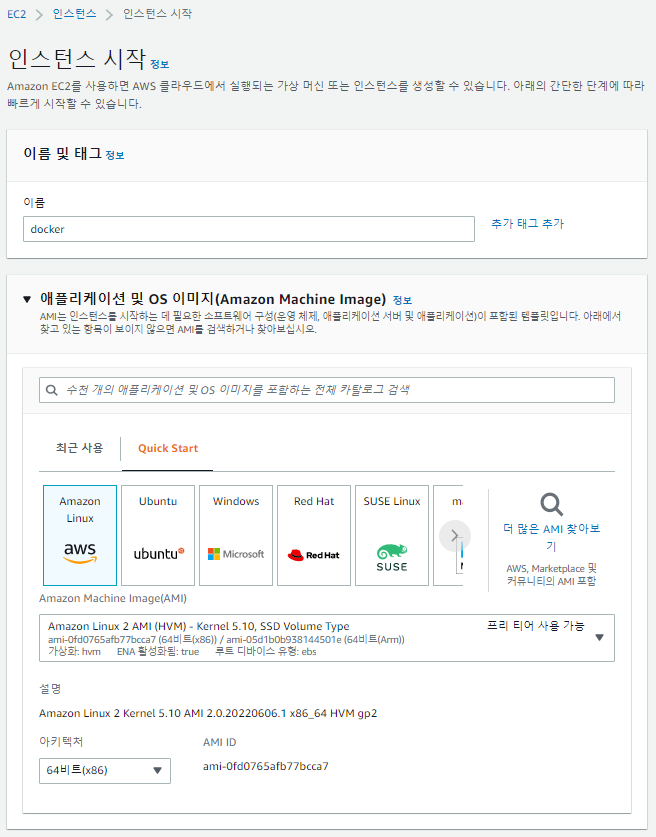 EC2 > 인스턴스 > 인스턴스 시작
인스턴스 시작 정보
Amazon EC2를 사용하면 AWS 클라우드에서 실행되는 가상 머신 또는 인스턴스를 생성할 수 있습니다. 아래의 간단한 단계에 따라
빠르게 시작할 수 있습니다.
이름 및 태그 정보
이름
docker
추가 태그 추가
▼ 애플리케이션 및 OS 이미지(Amazon Machine Image) 정보
AMI는 인스턴스를 시작하는 데 필요한 소프트웨어 구성(운영 체제, 애플리케이션 서버 및 애플리케이션)이 포함된 템플릿입니다. 아래에서
찾고 있는 항목이 보이지 않으면 AMI를 검색하거나 찾아보십시오.
수천 개의 애플리케이션 및 OS 이미지를 포함하는 전체 카탈로그 검색
최근 사용
Quick Start
Amazon
Linux
aws
Ubuntu
ubuntu
Windows
Microsoft
Red Hat
Red Hat
SUSE Linux
SUSE
더 많은 AMI 찾아보
기
AWS, Marketplace 및
커뮤니티의 AMI 포함
Amazon Machine Image(AMI)
Amazon Linux 2 AMI (HVM) - Kernel 5.10, SSD Volume Type
프리 티어 사용 가능
ami-0fd0765afb77bcca7 (64비트(x86)) / ami-05d1b0b938144501e (64비트(Arm))
가상화: hvm ENA 활성화됨: true 루트 디바이스 유형: ebs
설명
Amazon Linux 2 Kernel 5.10 AMI 2.0.20220606.1 x86_64 HVM gp2
아키텍처
AMI ID
64비트(x86)
ami-0fd0765afb77bcca7